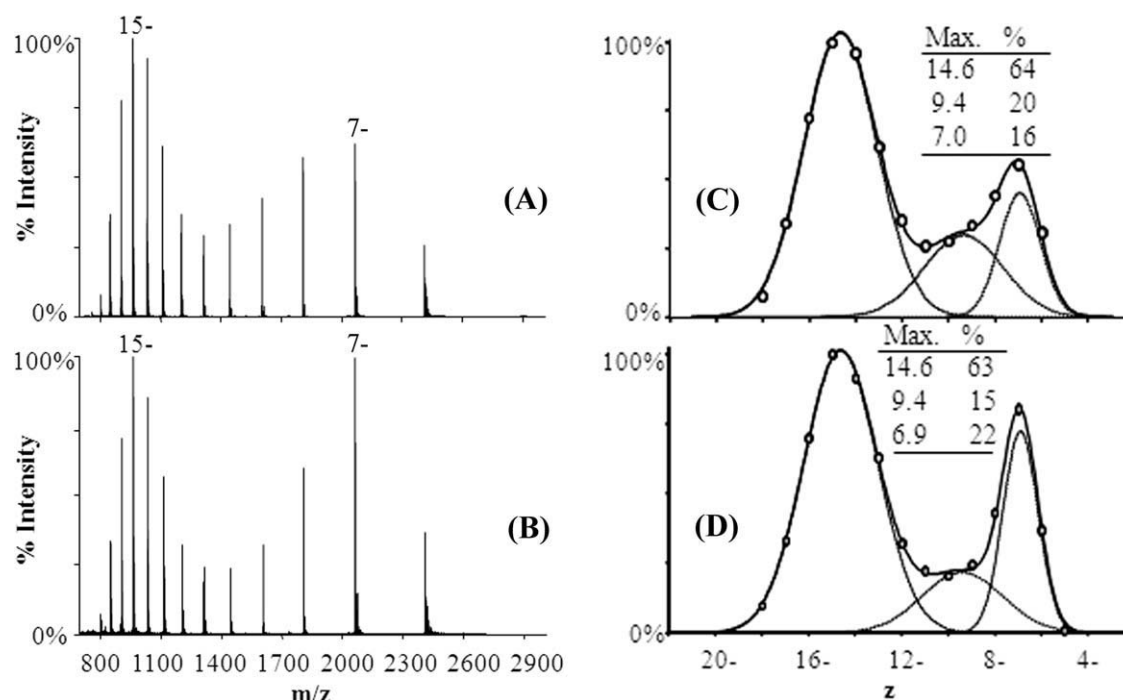 15-
100%
7-
% Intensity
(A)
0%
15-
7-
100%
% Intensity
(B)
0%
800 1100 1400 1700 2000 2300 2600 2900
m/z
100%
Max. %
14.6 64
9.4 20
7.0 16
(C)
0%
100%
Max. %
14.6 63
9.4 15
6.9 22
(D)
0%
20- 16- 12- 8- 4-
z